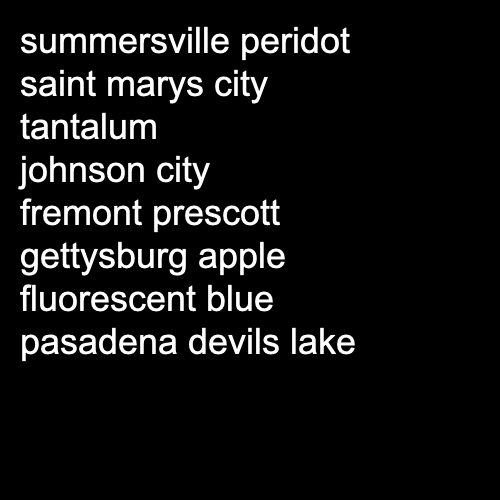 summersville peridot
saint marys city
tantalum
johnson city
fremont prescott
gettysburg apple
fluorescent blue
pasadena devils lake